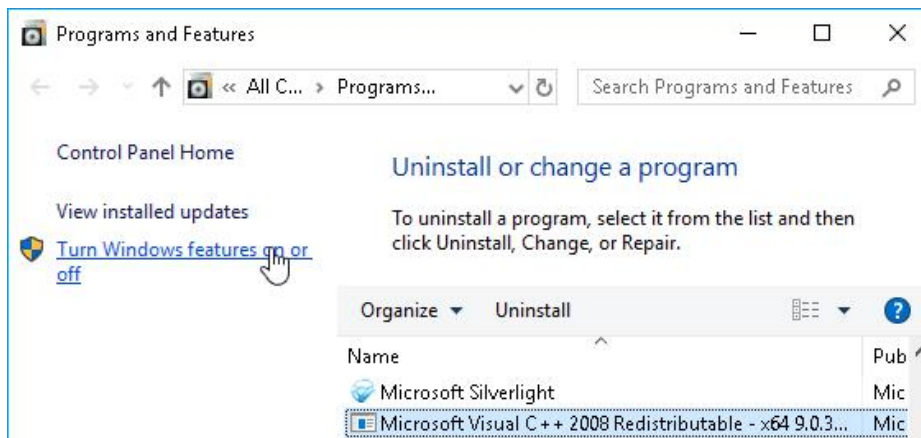 Programs and Features
« All C... › Programs...
Search Programs and Features
Control Panel Home
View installed updates
Turn Windows features on or
off
Uninstall or change a program
To uninstall a program, select it from the list and then
click Uninstall, Change, or Repair.
Organize Uninstall
?
Name Pub
Microsoft Silverlight Mic
Microsoft Visual C++ 2008 Redistributable - x64 9.0.3... Mic